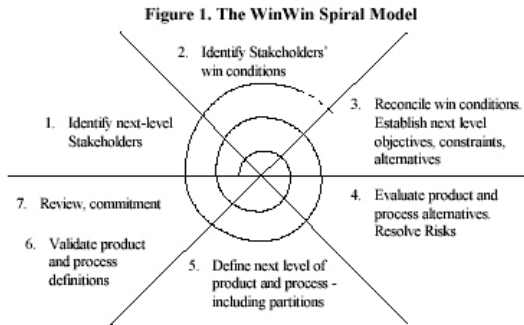 Figure 1. The WinWin Spiral Model
2. Identify Stakeholders'
win conditions
1. Identify next-level
Stakeholders
3. Reconcile win conditions.
Establish next level
objectives, constraints,
alternatives
7. Review, commitment
6. Validate product
and process
definitions
5. Define next level of
product and process -
including partitions
4. Evaluate product and
process alternatives.
Resolve Risks